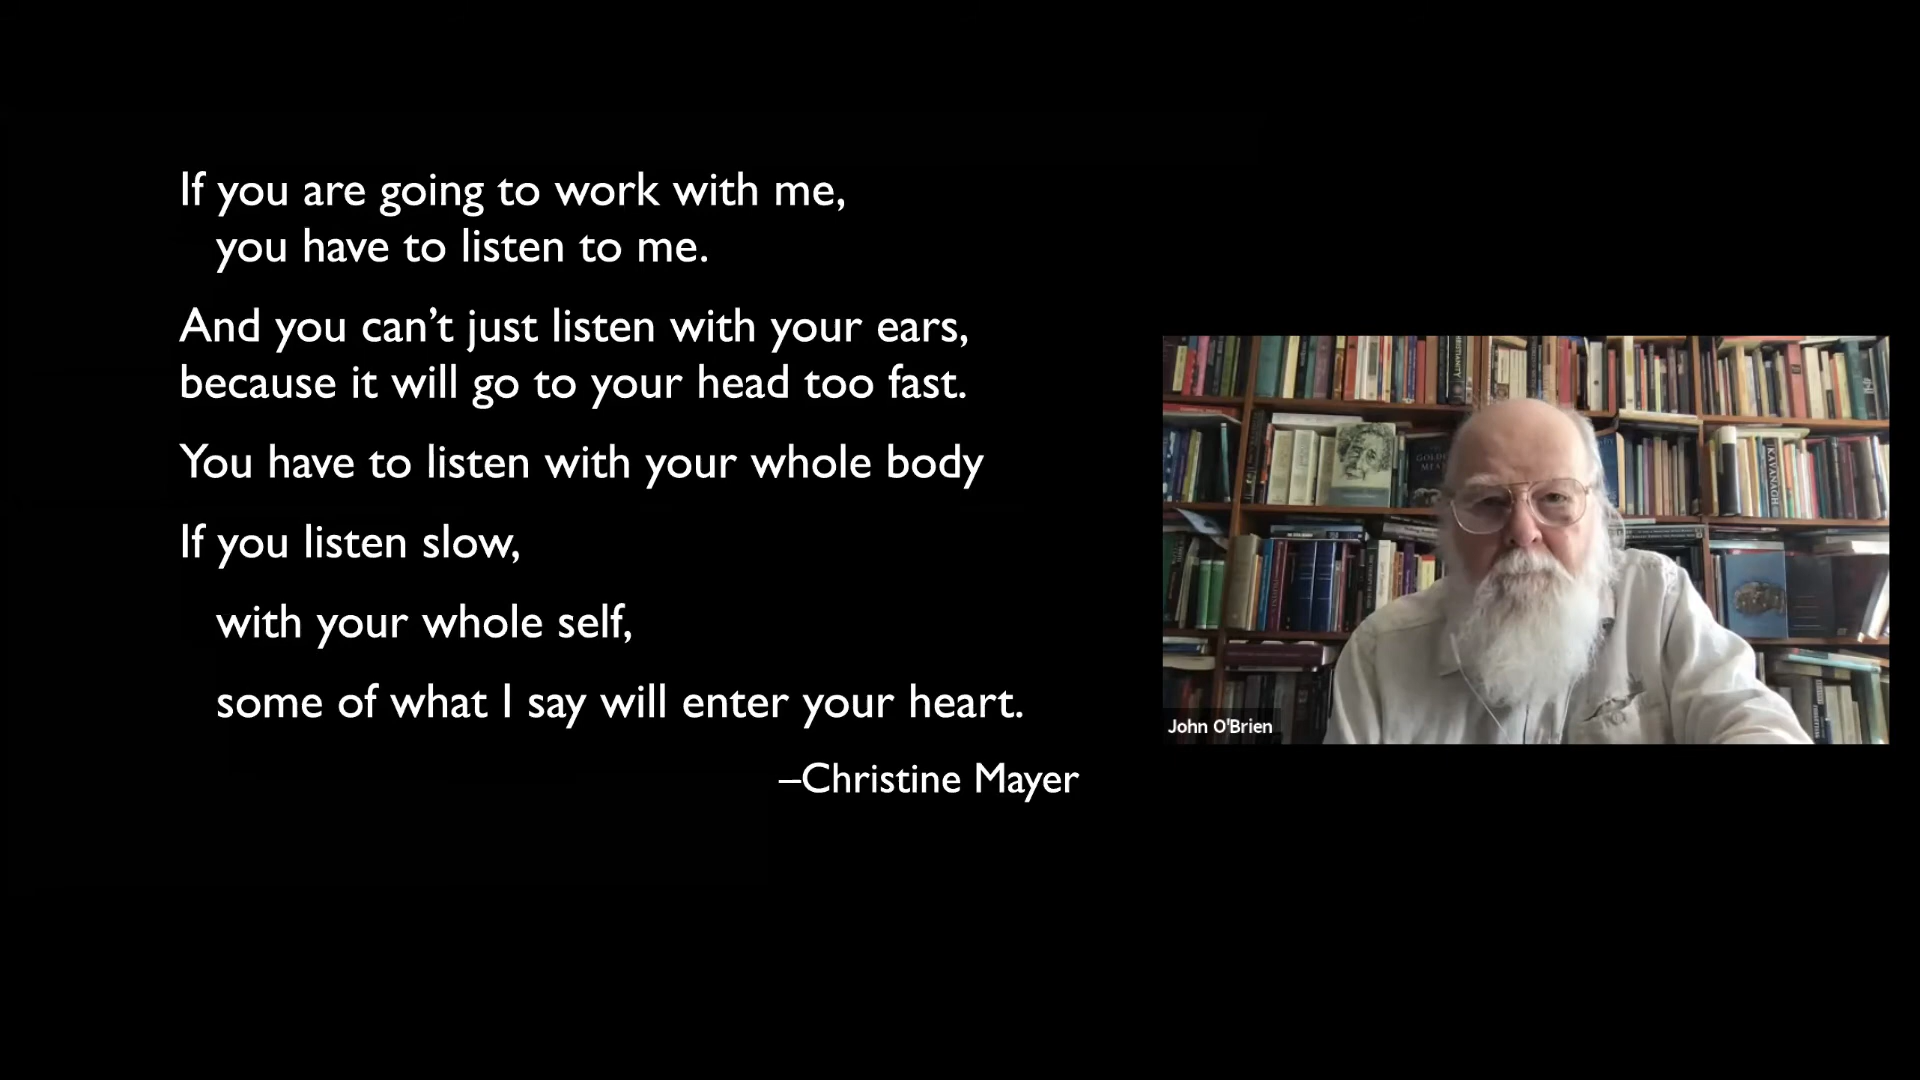 If you are going to work with me,
you have to listen to me.
And you can’t just listen with your ears,
because it will go to your head too fast.
You have to listen with your whole body
If you listen slow,
with your whole self,
some of what I say will enter your heart.
–Christine Mayer
KAVANAGH
John O'Brien